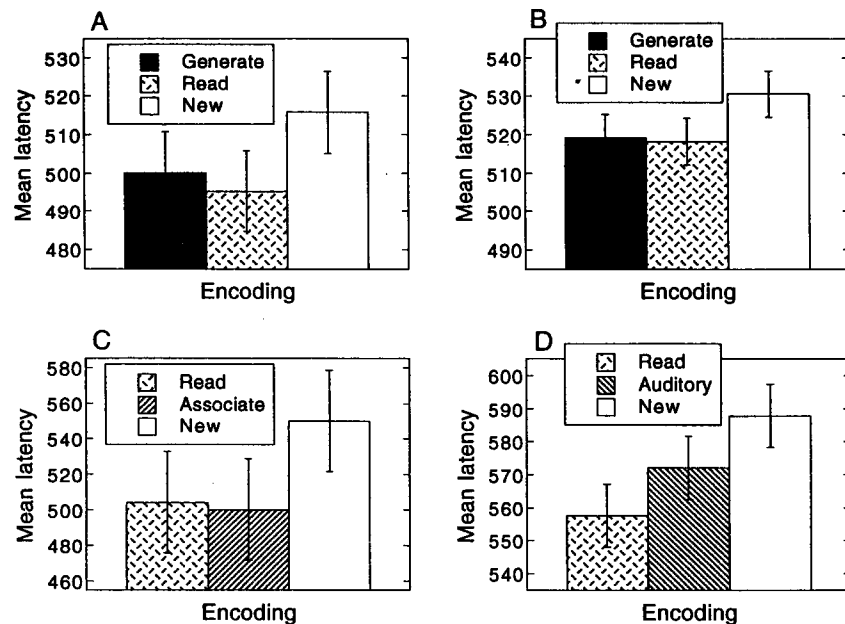 A
Generate
Read
New
530
520
510
500
490
480
Mean latency
Encoding
B
Generate
Read
New
540
530
520
510
500
490
Mean latency
Encoding
C
Read
Associate
New
580
560
540
520
500
480
460
Mean latency
Encoding
D
Read
Auditory
New
600
590
580
570
560
550
540
Mean latency
Encoding